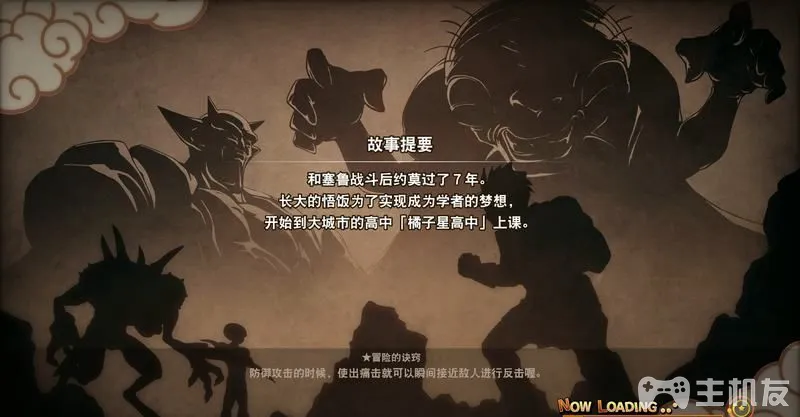 故事提要
和塞鲁战斗后约莫过了7年。
长大的悟饭为了实现成为学者的梦想，
开始到大城市的高中「橘子星高中」上课。
★冒险的诀窍
防御攻击的时候，使出痛击就可以瞬间接近敌人进行反击喔。
NOW LOADING...
主机友